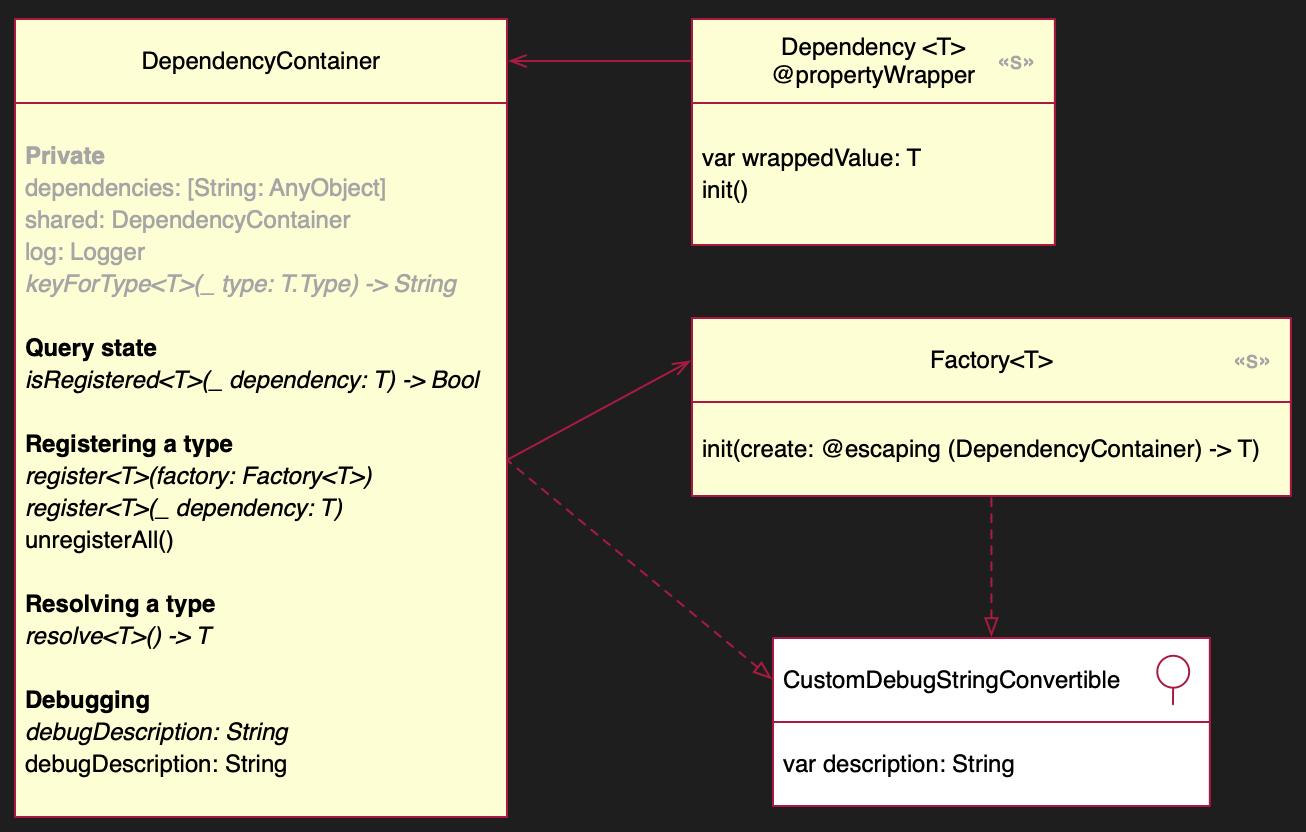 DependencyContainer
Private
dependencies: [String: AnyObject]
shared: DependencyContainer
log: Logger
keyForType<T>(_ type: T.Type) -> String
Query state
isRegistered<T>(_ dependency: T) -> Bool
Registering a type
register<T>(factory: Factory<T>)
register<T>(_ dependency: T)
unregisterAll()
Resolving a type
resolve<T>() -> T
Debugging
debugDescription: String
debugDescription: String
Dependency <T>
@propertyWrapper
«S»
var wrappedValue: T
init()
Factory<T>
«S»
init(create: @escaping (DependencyContainer) -> T)
CustomDebugStringConvertible
var description: String